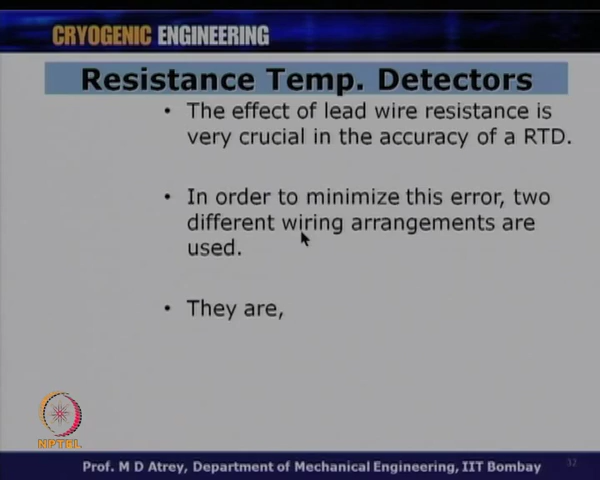 CRYOGENIC ENGINEERING
Resistance Temp. Detectors
• The effect of lead wire resistance is
very crucial in the accuracy of a RTD.
• In order to minimize this error, two
different wiring arrangements are
used.
• They are,
NPTEL
Prof. M D Atrey, Department of Mechanical Engineering, IIT Bombay